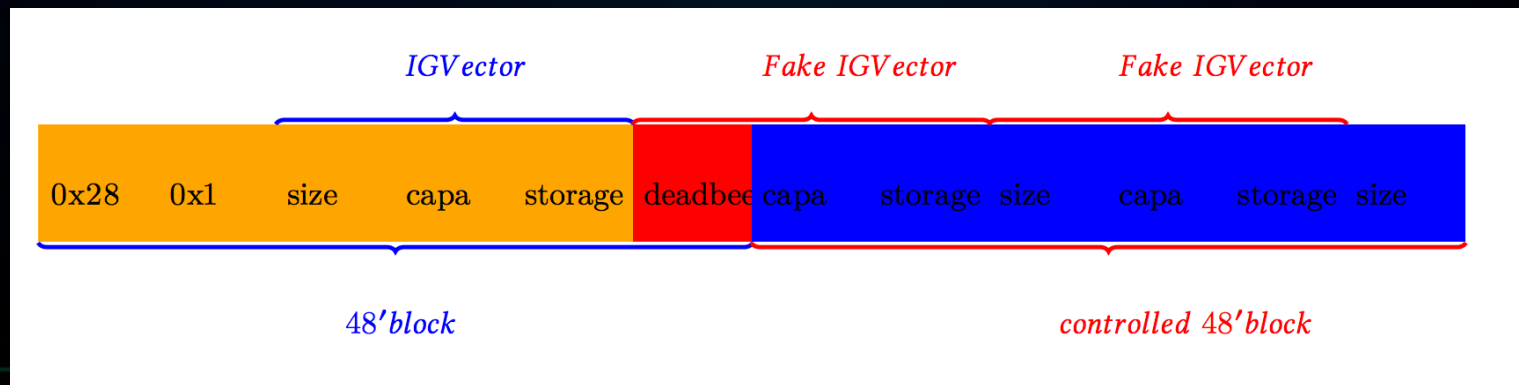 IGVector Fake IGVector Fake IGVector
0x28 0x1 size capa storage deadbee capa storage size capa storage size
48'block controlled 48'block